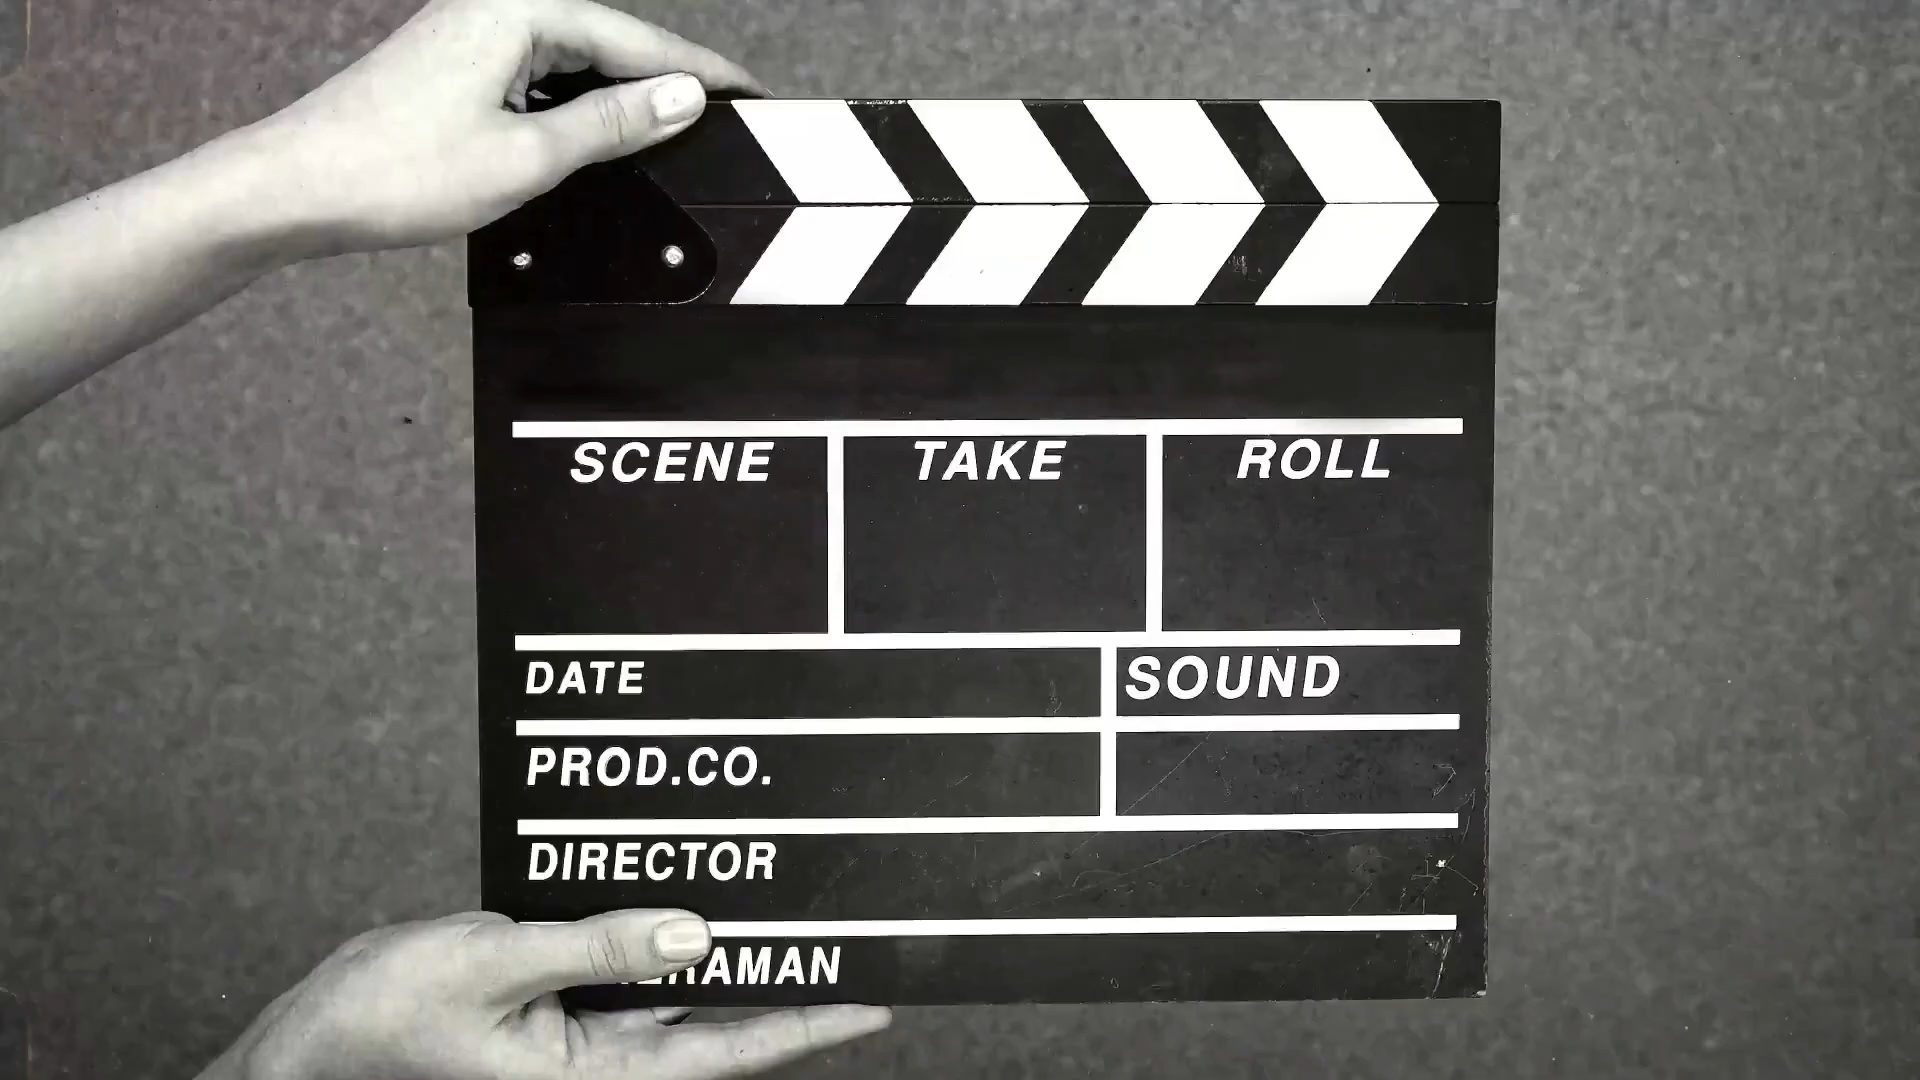 SCENE TAKE ROLL
DATE SOUND
PROD.CO.
DIRECTOR